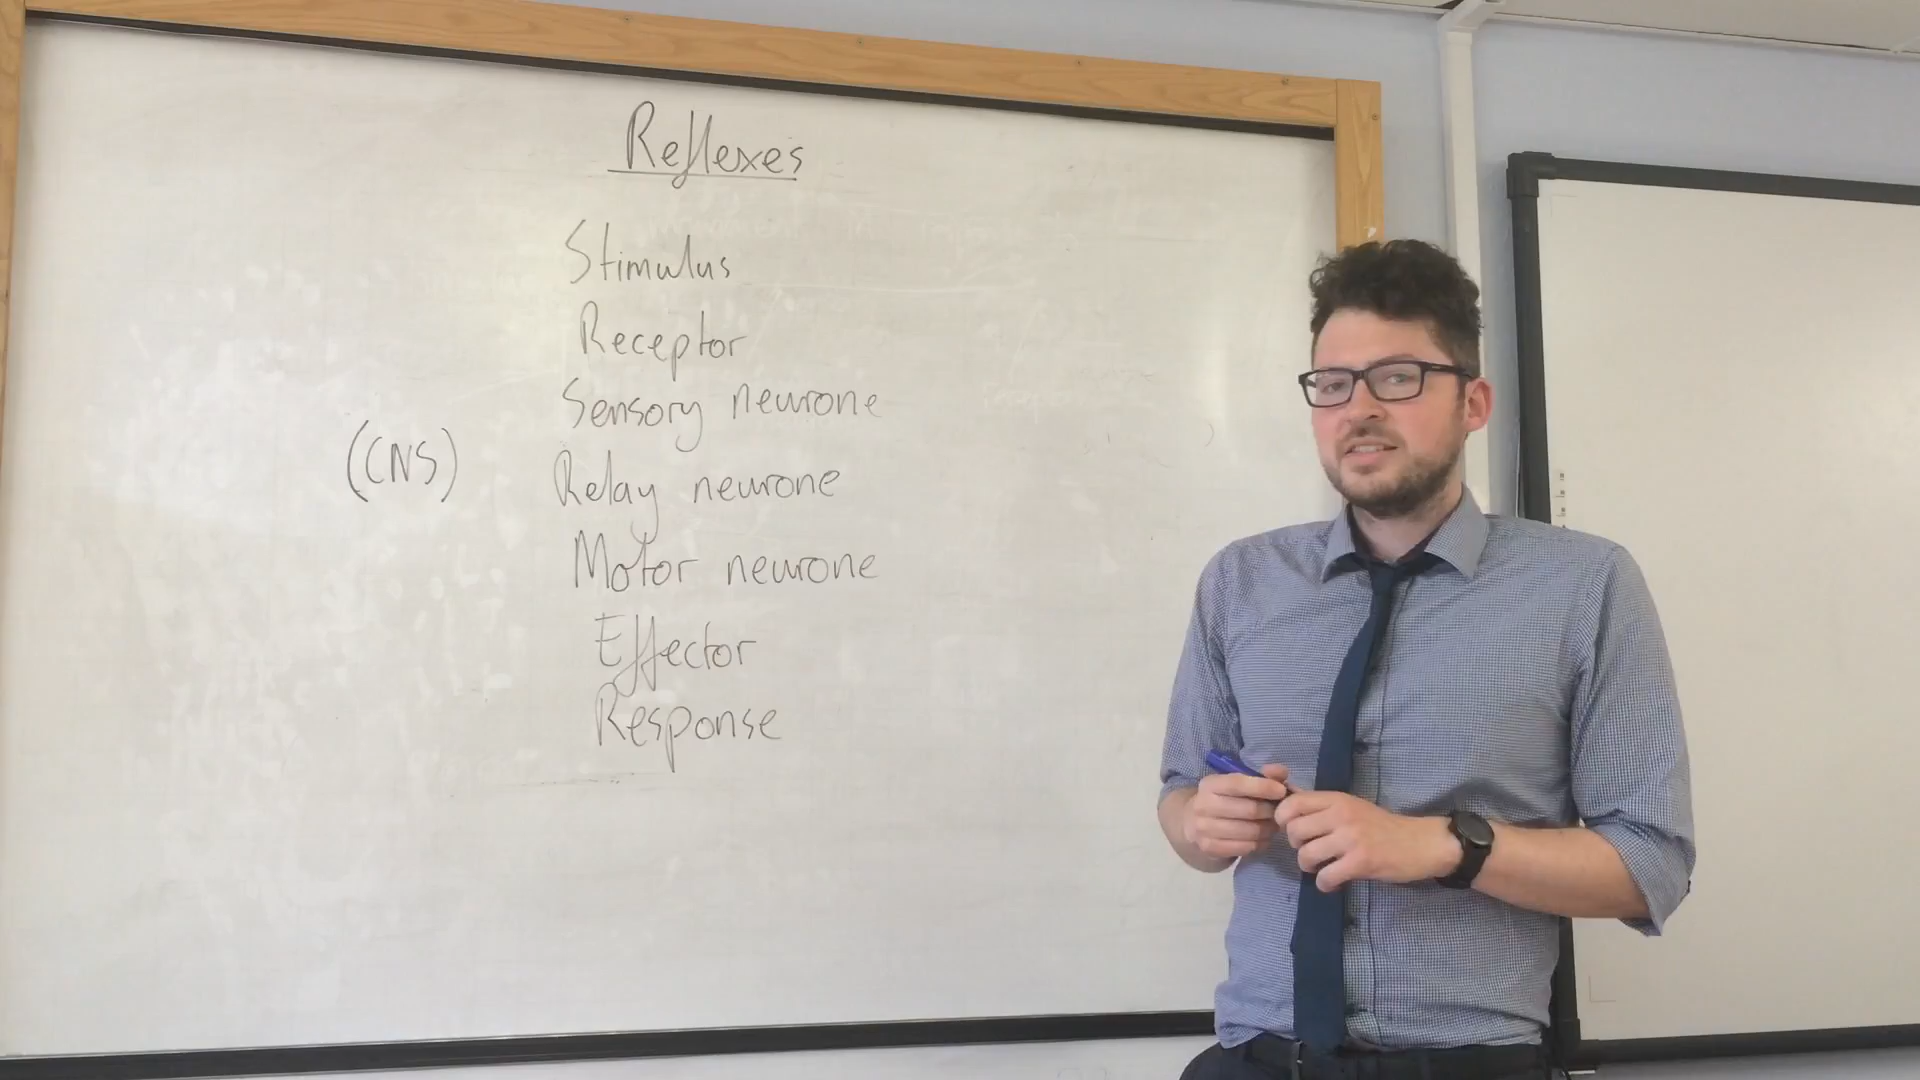 Reflexes
Stimulus
Receptor
Sensory neurone
(CNS) Relay neurone
Motor neurone
Effector
Response